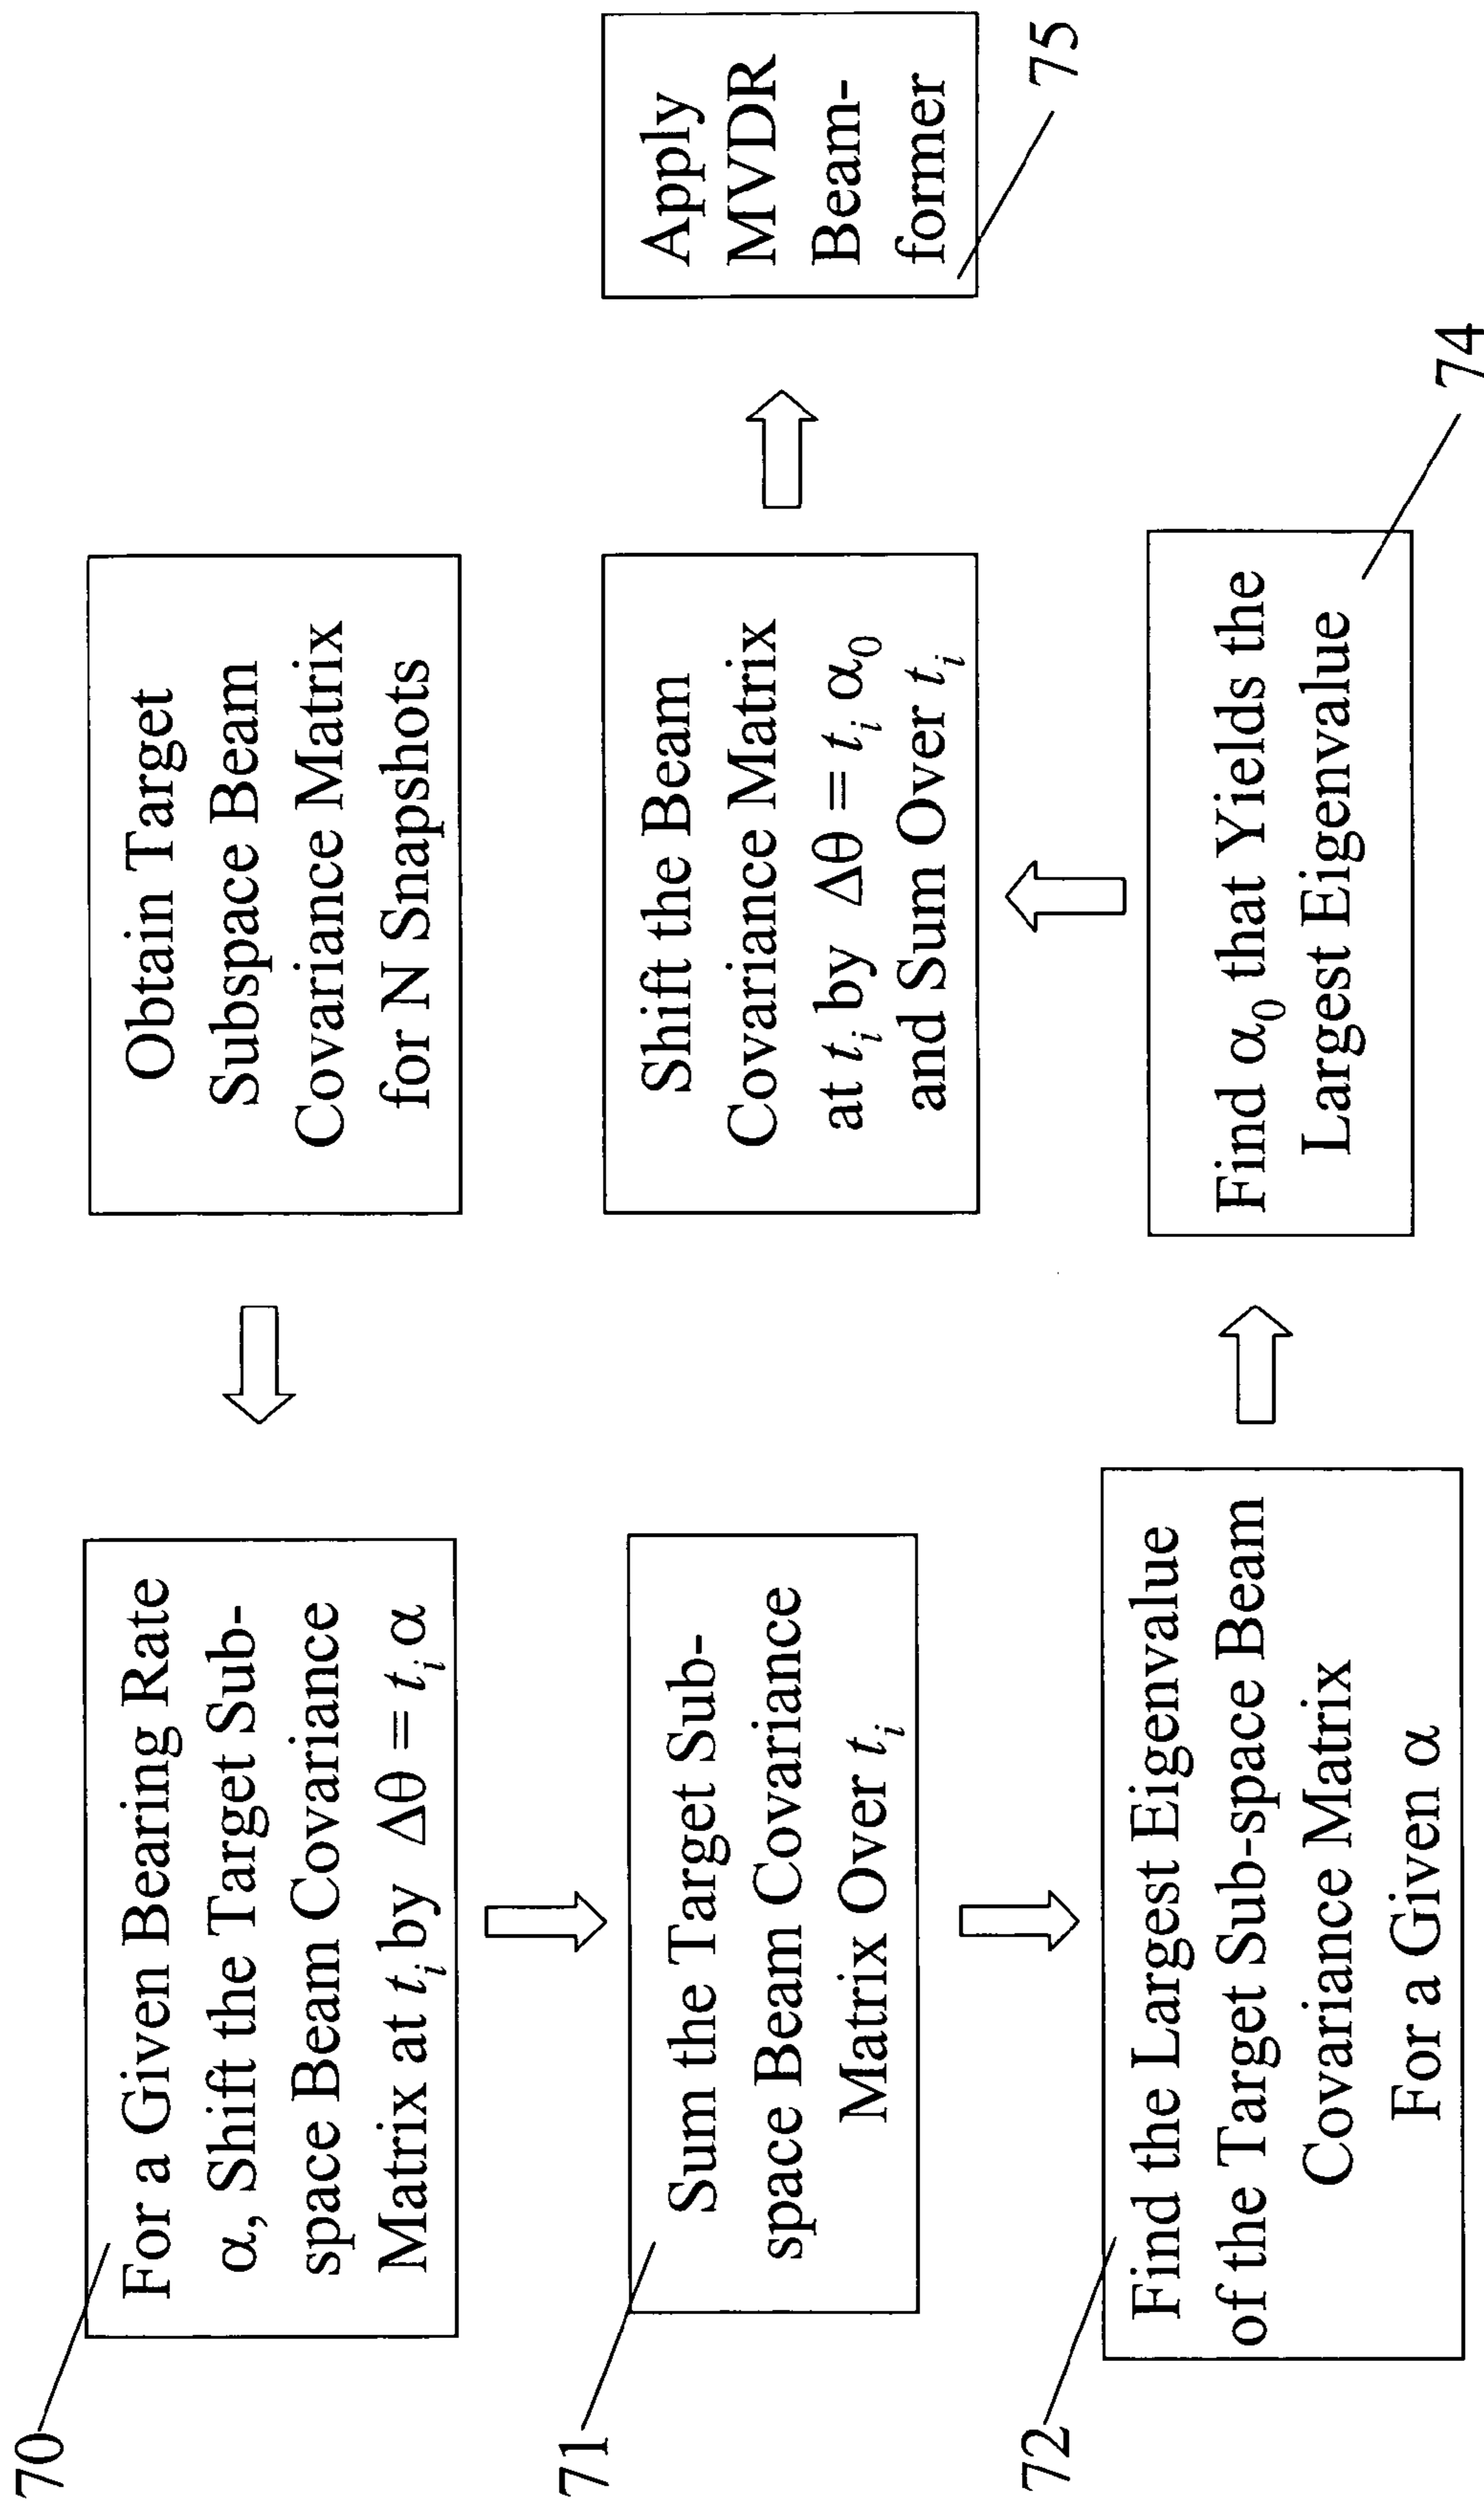 Obtain Target
Subspace Beam
Covariance Matrix
for N Snapshots
70
For a Given Bearing Rate
α, Shift the Target Sub-
space Beam Covariance
Matrix at tᵢ by Δθ = tᵢ α
71
Sum the Target Sub-
space Beam Covariance
Matrix Over tᵢ
72
Find the Largest Eigenvalue
of the Target Sub-space Beam
Covariance Matrix
For a Given α
Find α₀ that Yields the
Largest Eigenvalue
74
Shift the Beam
Covariance Matrix
at tᵢ by Δθ = tᵢ α₀
and Sum Over tᵢ
Apply
MVDR
Beam-
former
75